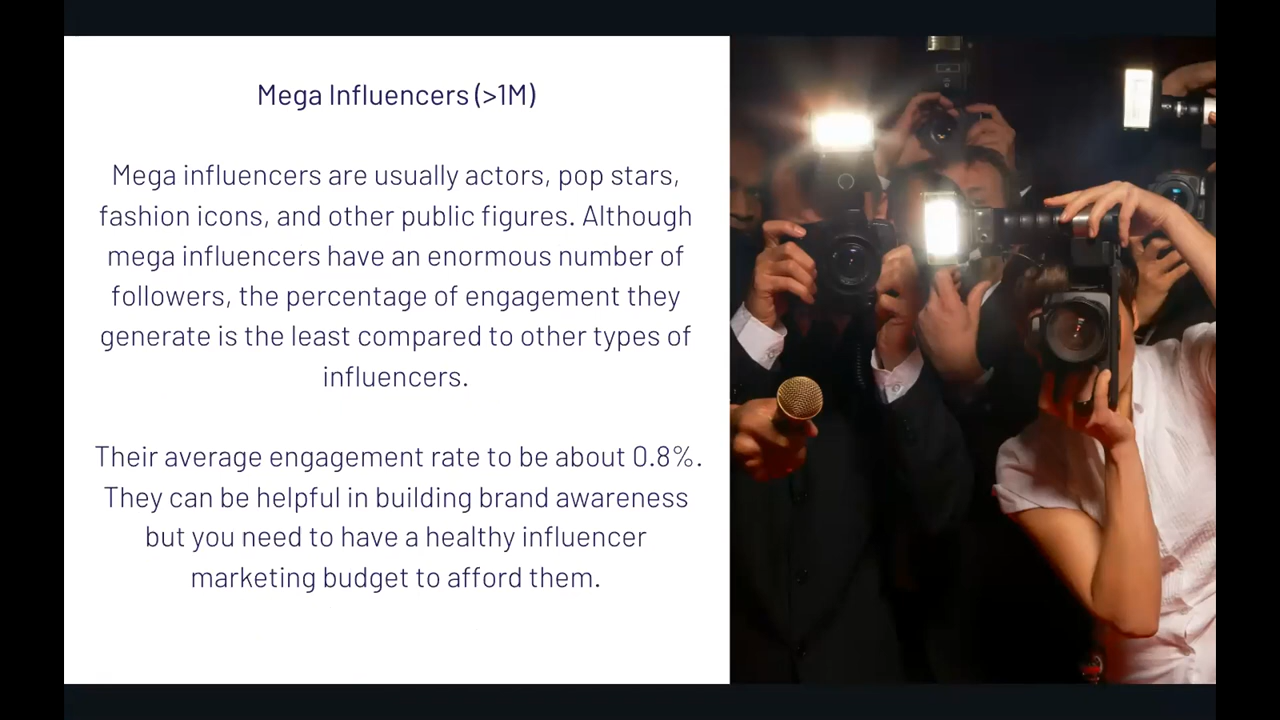 Mega Influencers (>1M)
Mega influencers are usually actors, pop stars,
fashion icons, and other public figures. Although
mega influencers have an enormous number of
followers, the percentage of engagement they
generate is the least compared to other types of
influencers.
Their average engagement rate to be about 0.8%.
They can be helpful in building brand awareness
but you need to have a healthy influencer
marketing budget to afford them.